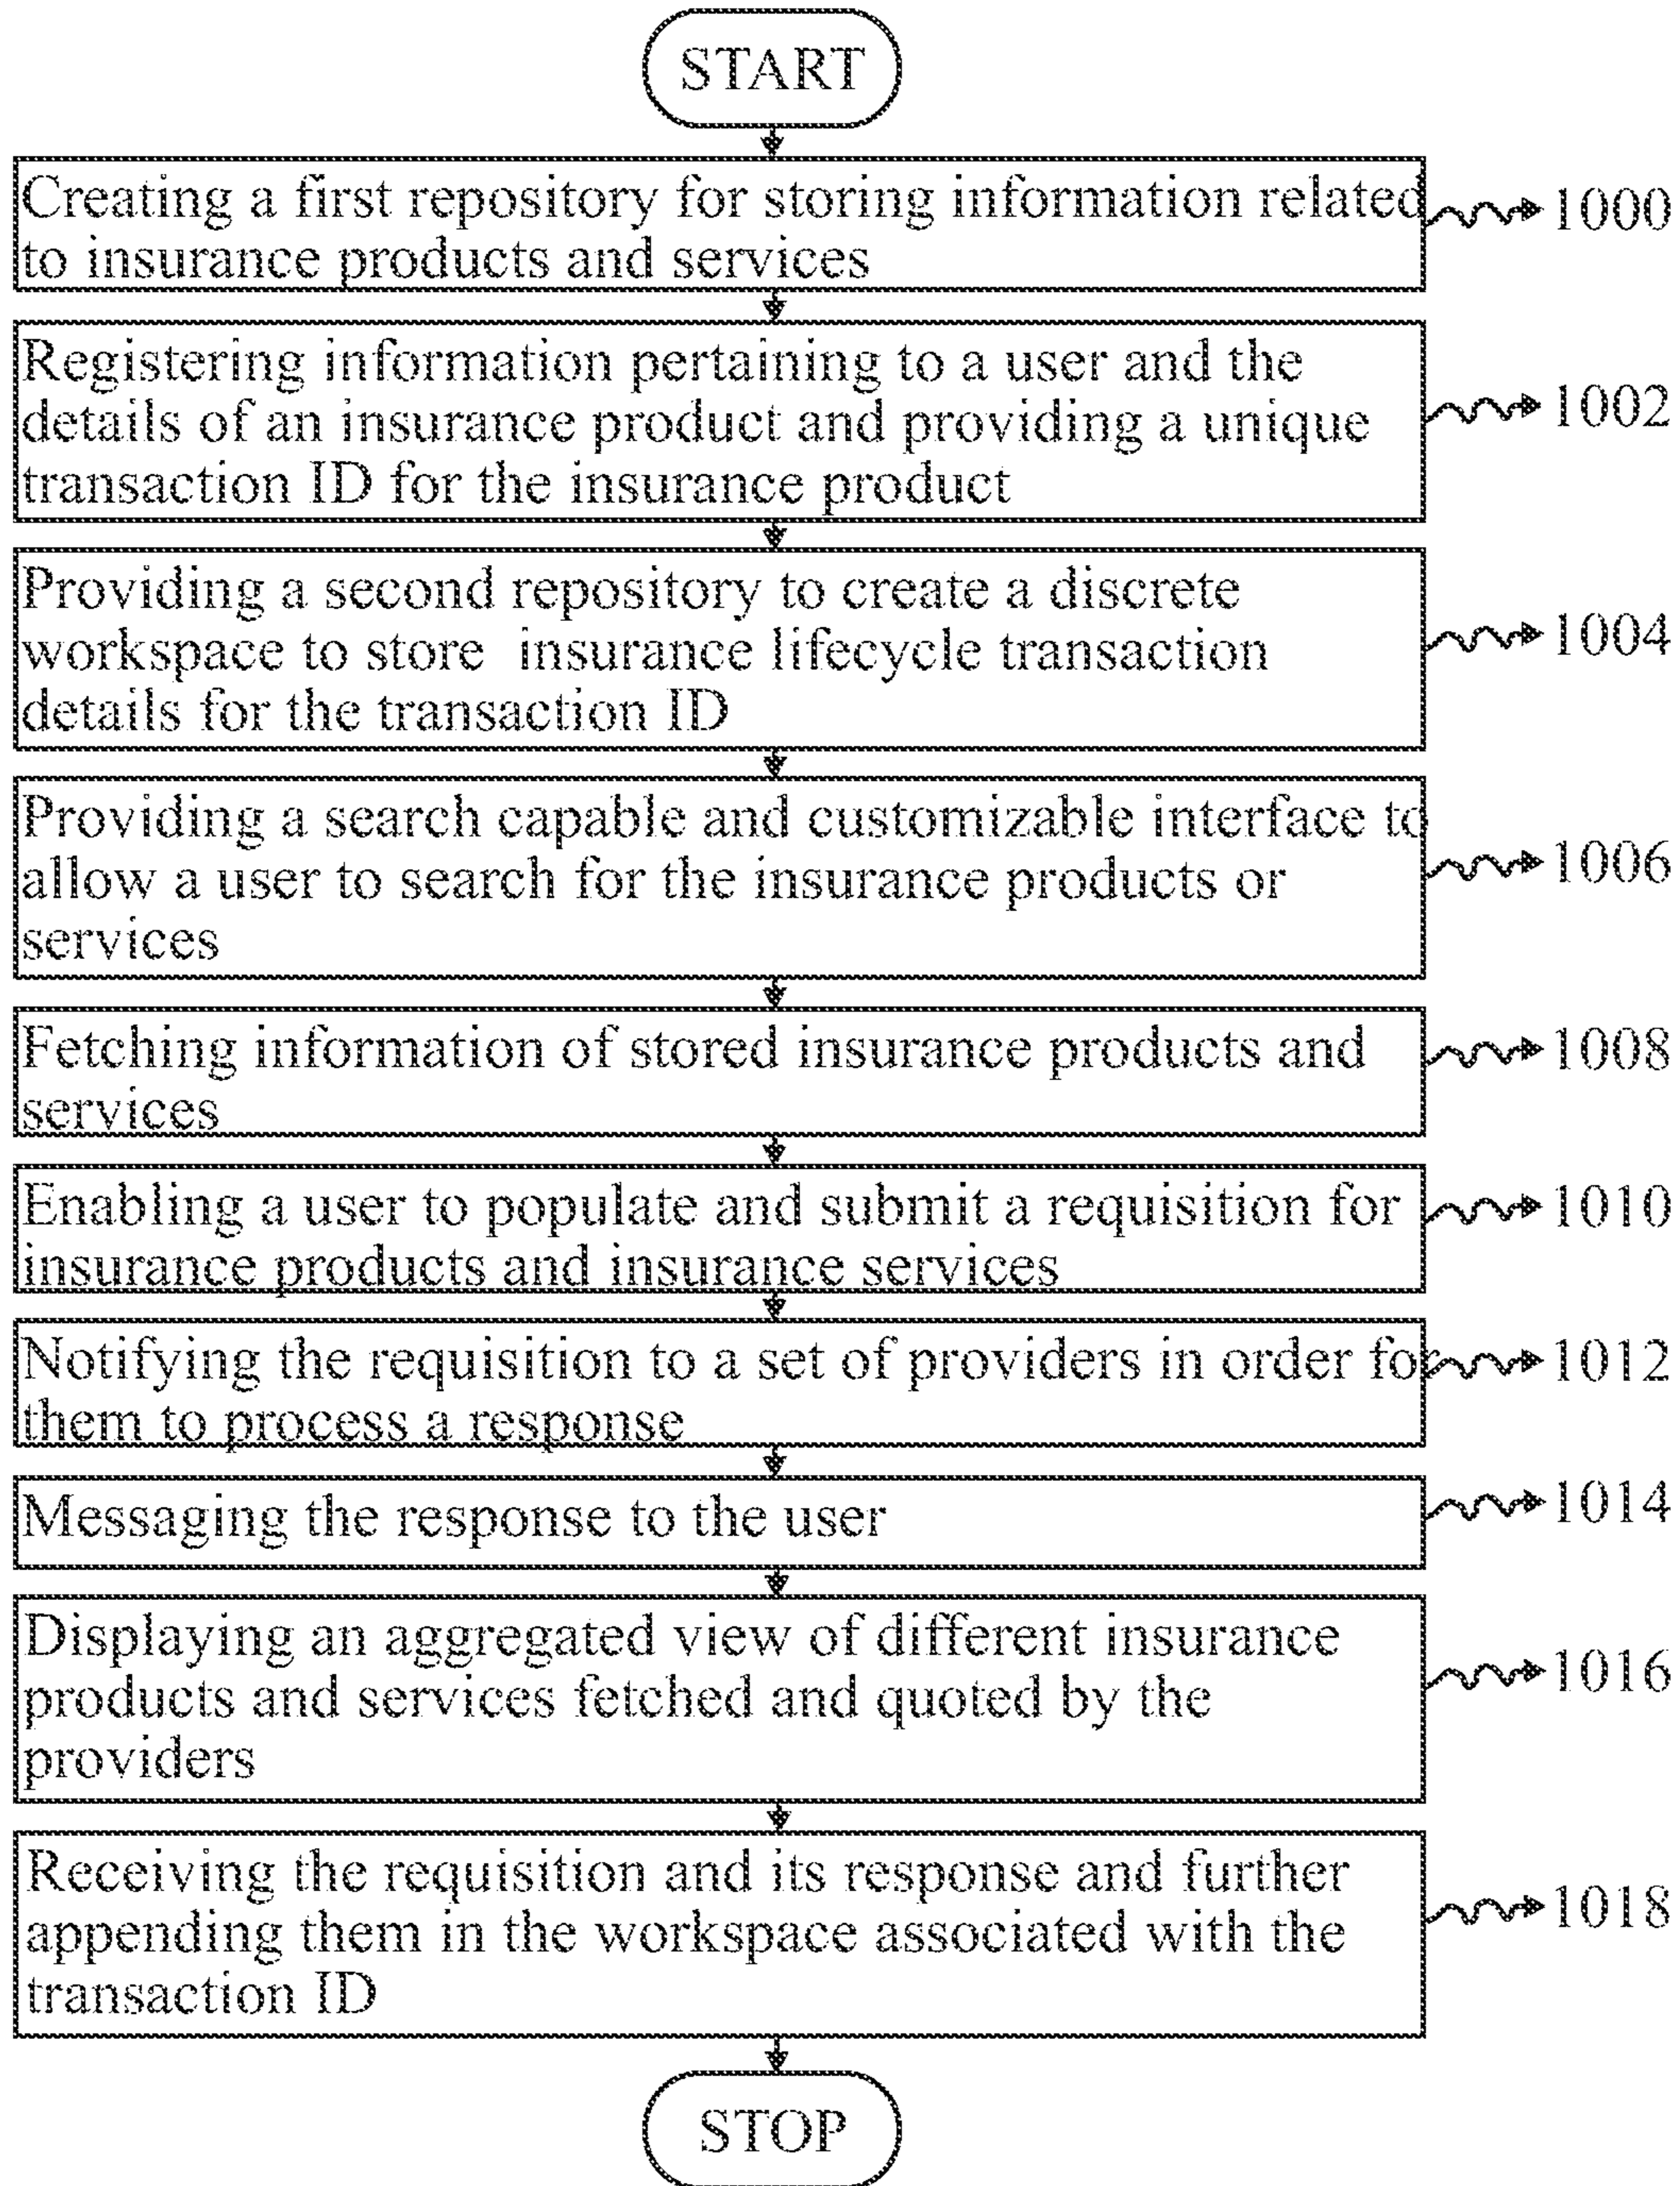 START
Creating a first repository for storing information related
1000
to insurance products and services
Registering information pertaining to a user and the
details of an insurance product and providing a unique
1002
transaction ID for the insurance product
Providing a second repository to create a discrete
workspace to store insurance lifecycle transaction
1004
details for the transaction ID
Providing a search capable and customizable interface to
allow a user to search for the insurance products or
1006
services
Fetching information of stored insurance products and
1008
services
Enabling a user to populate and submit a requisition for
1010
insurance products and insurance services
Notifying the requisition to a set of providers in order for
1012
them to process a response
Messaging the response to the user
1014
Displaying an aggregated view of different insurance
products and services fetched and quoted by the
1016
providers
Receiving the requisition and its response and further
appending them in the workspace associated with the
1018
transaction ID
STOP